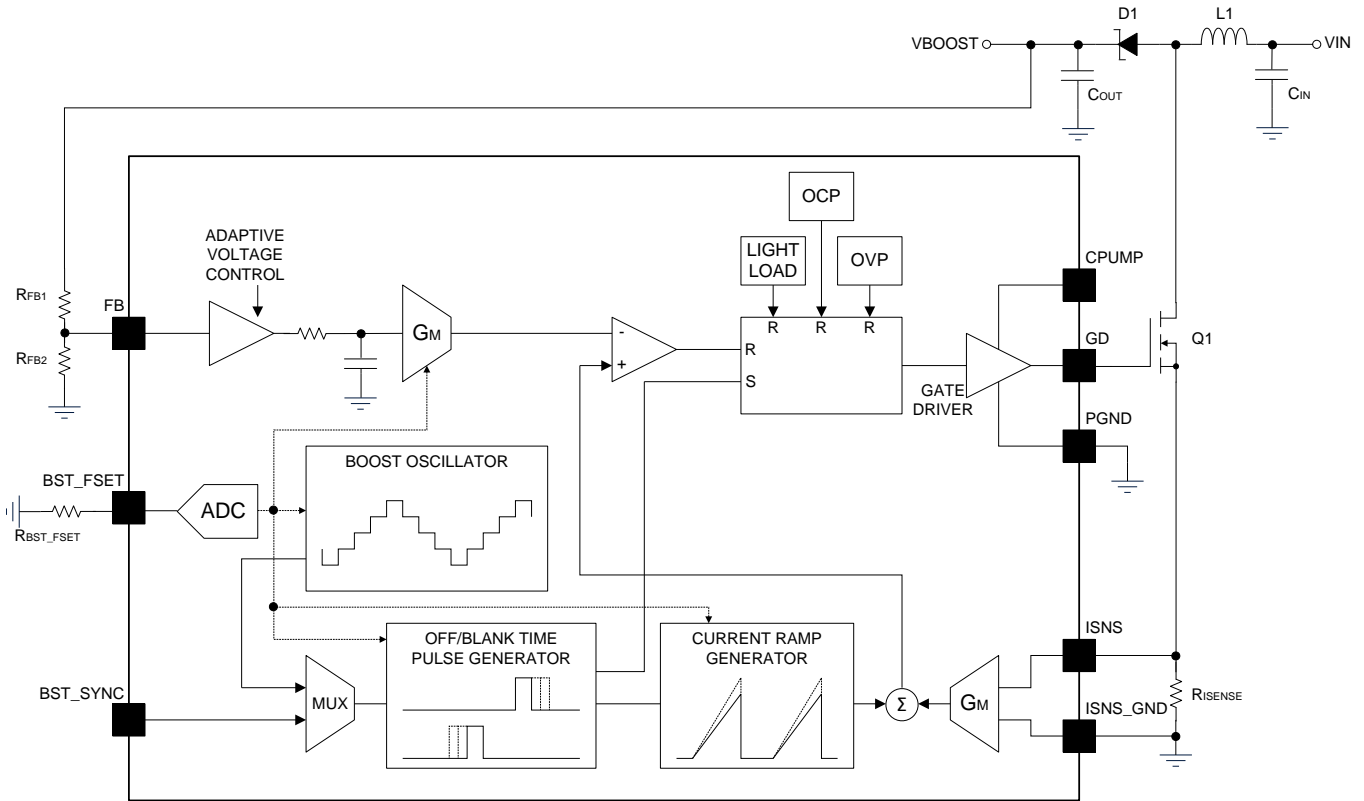 D1
L1
VBOOST
VIN
COUT
CIN
OCP
ADAPTIVE
VOLTAGE
CONTROL
LIGHT
LOAD
OVP
CPUMP
RFB1
FB
R R R
GM
-
+
R
S
GD
Q1
RFB2
GATE
DRIVER
PGND
BOOST OSCILLATOR
BST_FSET
ADC
RBST_FSET
OFF/BLANK TIME
PULSE GENERATOR
CURRENT RAMP
GENERATOR
ISNS
BST_SYNC
MUX
Σ
GM
RISENSE
ISNS_GND